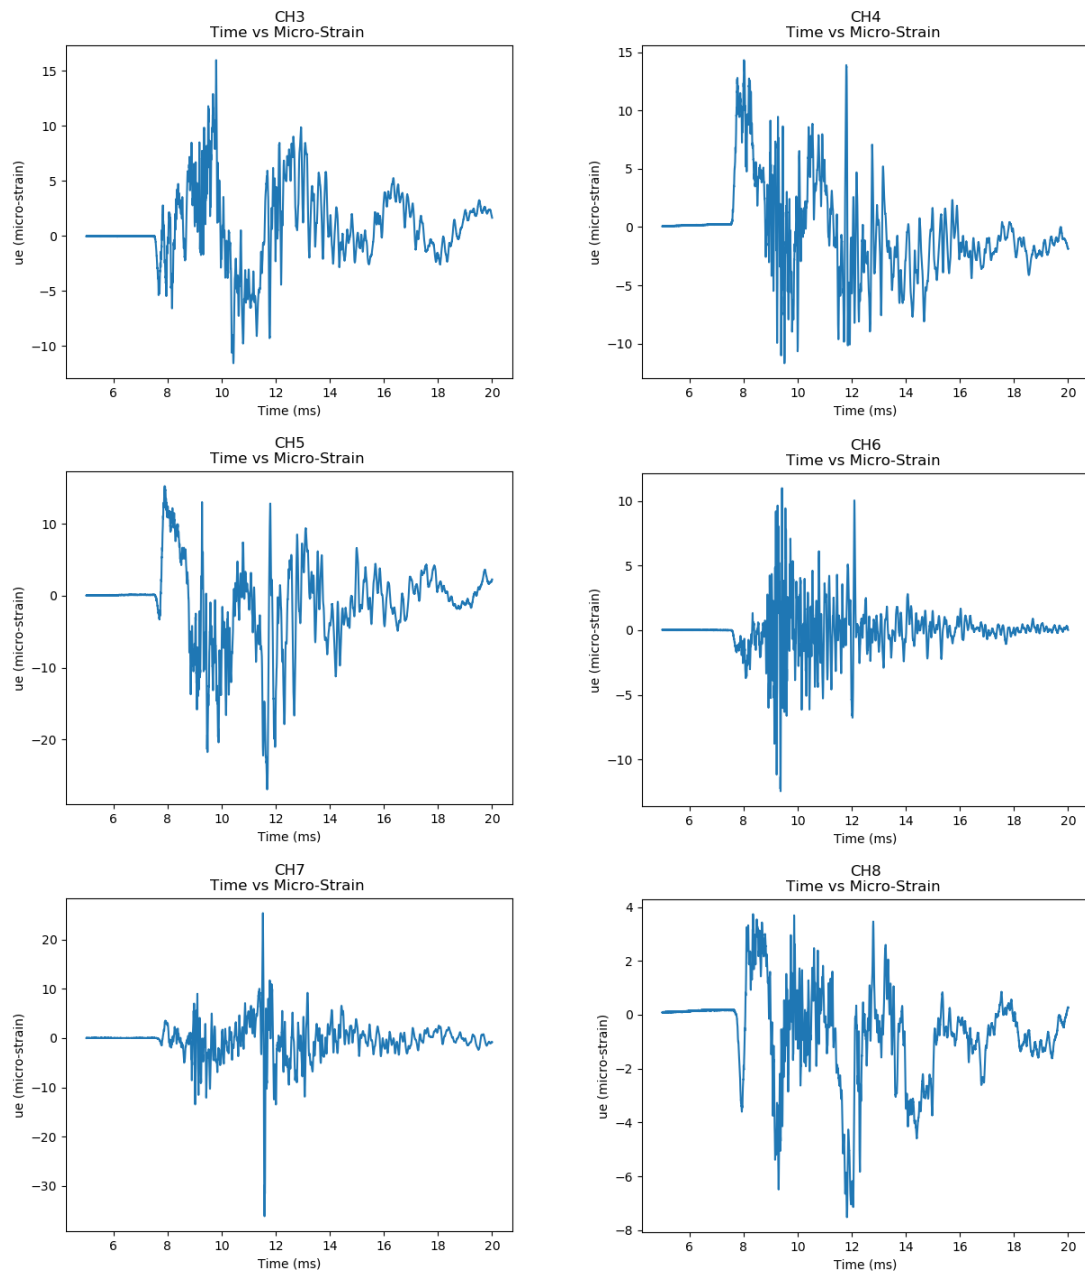 CH3
Time vs Micro-Strain
15
10
5
0
−5
−10
ue (micro-strain)
6 8 10 12 14 16 18 20
Time (ms)
CH4
Time vs Micro-Strain
15
10
5
0
−5
−10
ue (micro-strain)
6 8 10 12 14 16 18 20
Time (ms)
CH5
Time vs Micro-Strain
10
0
−10
−20
ue (micro-strain)
6 8 10 12 14 16 18 20
Time (ms)
CH6
Time vs Micro-Strain
10
5
0
−5
−10
ue (micro-strain)
6 8 10 12 14 16 18 20
Time (ms)
CH7
Time vs Micro-Strain
20
10
0
−10
−20
−30
ue (micro-strain)
6 8 10 12 14 16 18 20
Time (ms)
CH8
Time vs Micro-Strain
4
2
0
−2
−4
−6
−8
ue (micro-strain)
6 8 10 12 14 16 18 20
Time (ms)